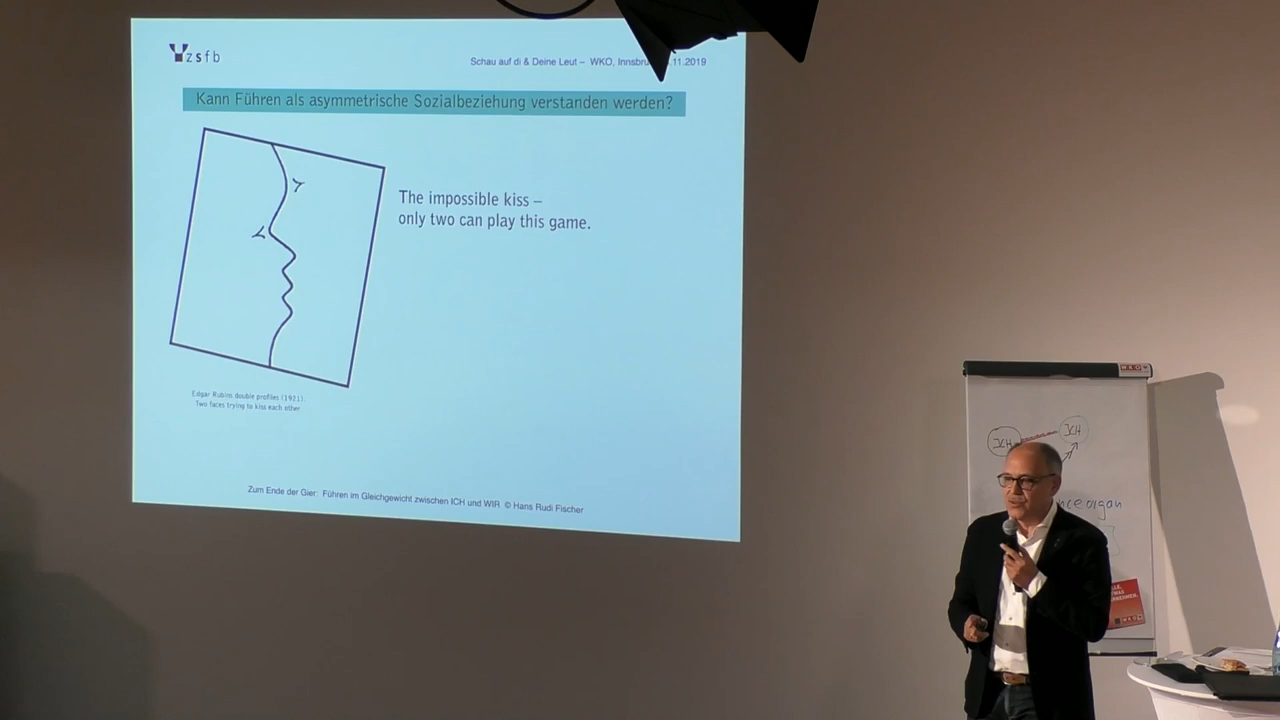 zsfb
Schau auf di & Deine Leut – WKO, Innsbru 11.2019
Kann Führen als asymmetrische Sozialbeziehung verstanden werden?
The impossible kiss –
only two can play this game.
Edgar Rubins double profiles (1921).
Two faces trying to kiss each other
Zum Ende der Gier: Führen im Gleichgewicht zwischen ICH und WIR © Hans Rudi Fischer
WKO
ICH
ICH
nce organ